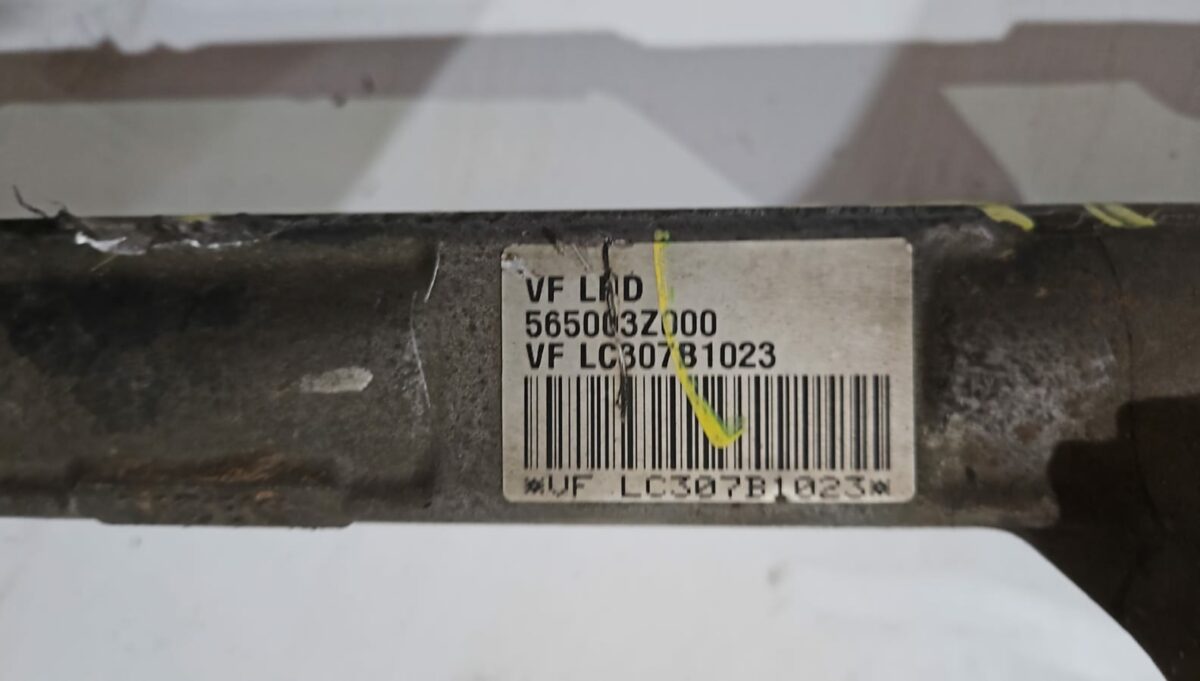 VF LHD
565003Z000
VF LC307B1023
*VF LC307B1023*